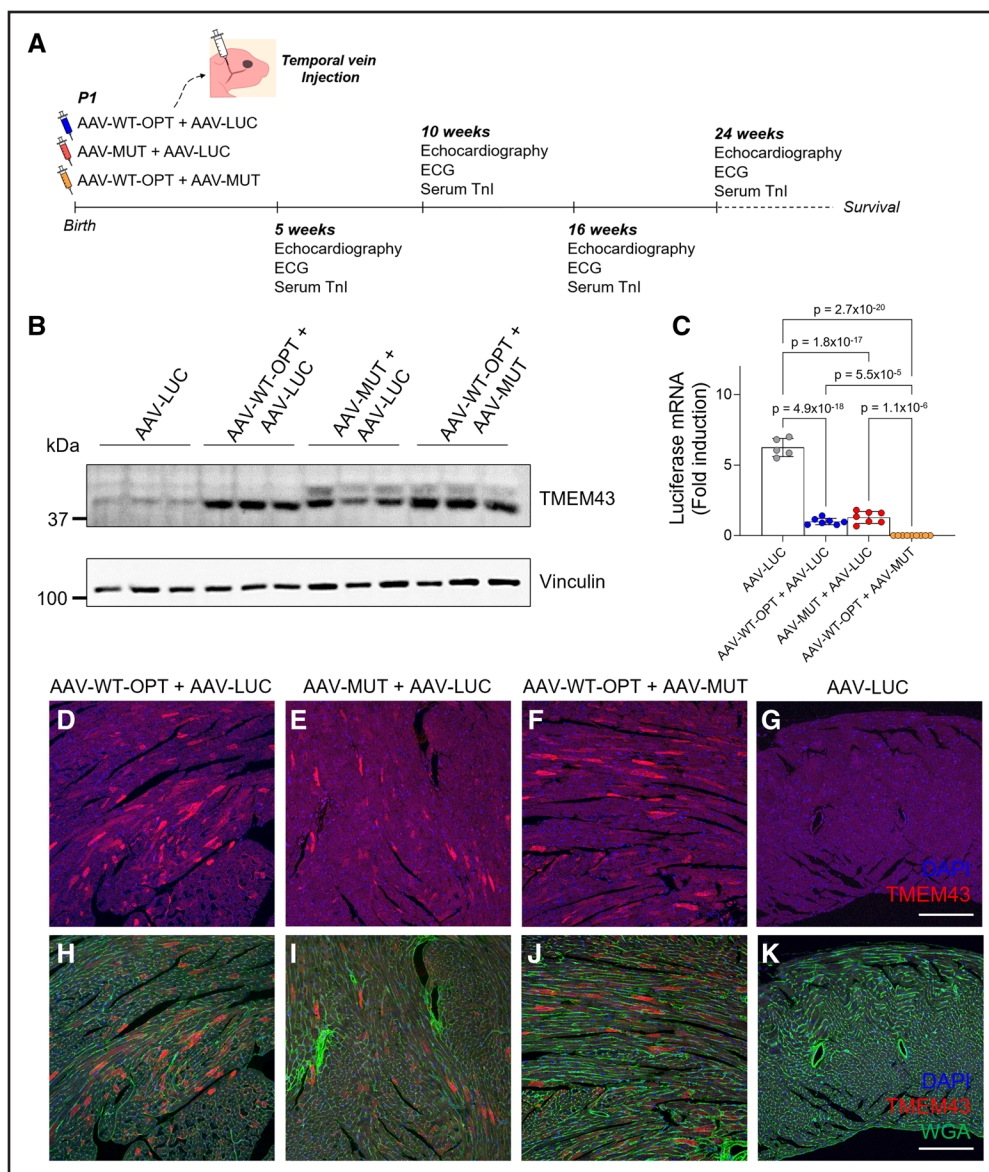 A
Temporal vein
Injection
P1
AAV-WT-OPT + AAV-LUC
AAV-MUT + AAV-LUC
AAV-WT-OPT + AAV-MUT
10 weeks
Echocardiography
ECG
Serum TnI
24 weeks
Echocardiography
ECG
Serum TnI
Birth
Survival
5 weeks
Echocardiography
ECG
Serum TnI
16 weeks
Echocardiography
ECG
Serum TnI
B
AAV-LUC
AAV-WT-OPT +
AAV-LUC
AAV-MUT +
AAV-LUC
AAV-WT-OPT +
AAV-MUT
kDa
37
TMEM43
100
Vinculin
C
p = 2.7x10-20
p = 1.8x10-17
p = 5.5x10-5
p = 4.9x10-18
p = 1.1x10-6
Luciferase mRNA
(Fold induction)
10
5
0
AAV-LUC
AAV-WT-OPT + AAV-LUC
AAV-MUT + AAV-LUC
AAV-WT-OPT + AAV-MUT
AAV-WT-OPT + AAV-LUC
AAV-MUT + AAV-LUC
AAV-WT-OPT + AAV-MUT
AAV-LUC
D
E
F
G
DAPI
TMEM43
H
I
J
K
DAPI
TMEM43
WGA